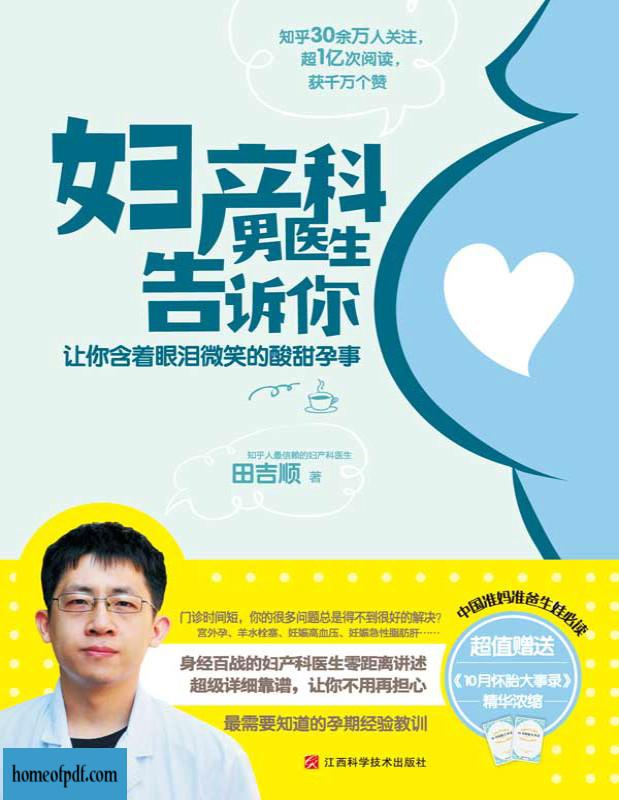 知乎30余万人关注，
超1亿次阅读，
获千万个赞
妇产科
男医生
告诉你
让你含着眼泪微笑的酸甜孕事
知乎人最信赖的妇产科医生
田吉顺 著
门诊时间短，你的很多问题总是得不到很好的解决？
宫外孕、羊水栓塞、妊娠高血压、妊娠急性脂肪肝……
身经百战的妇产科医生零距离讲述
超级详细靠谱，让你不用再担心
最需要知道的孕期经验教训
中国准妈准爸生娃必读
超值赠送
《10月怀胎大事录》
精华浓缩
江西科学技术出版社
homeofpdf.com